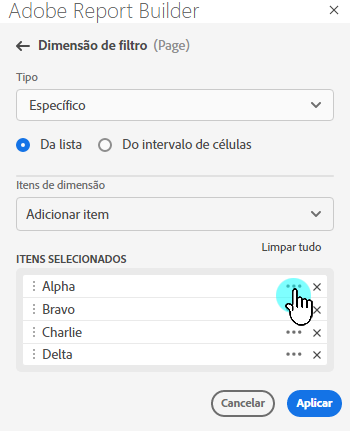 Adobe Report Builder
Dimensão de filtro (Page)
Tipo
Específico
Da lista Do intervalo de células
Itens de dimensão
Adicionar item
Limpar tudo
ITENS SELECIONADOS
Alpha
Bravo
Charlie
Delta
Cancelar Aplicar